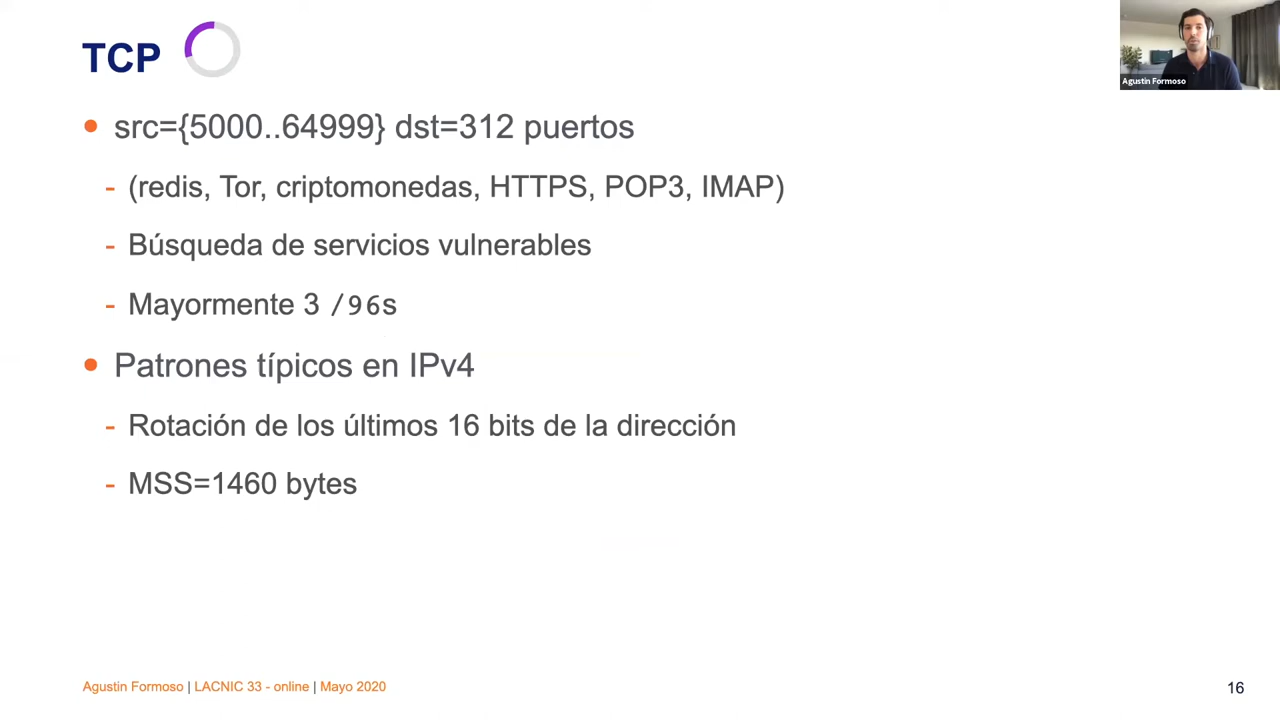 TCP
Agustin Formoso
• src={5000..64999} dst=312 puertos
- (redis, Tor, criptomonedas, HTTPS, POP3, IMAP)
- Búsqueda de servicios vulnerables
- Mayormente 3 /96s
• Patrones típicos en IPv4
- Rotación de los últimos 16 bits de la dirección
- MSS=1460 bytes
Agustin Formoso | LACNIC 33 - online | Mayo 2020
16